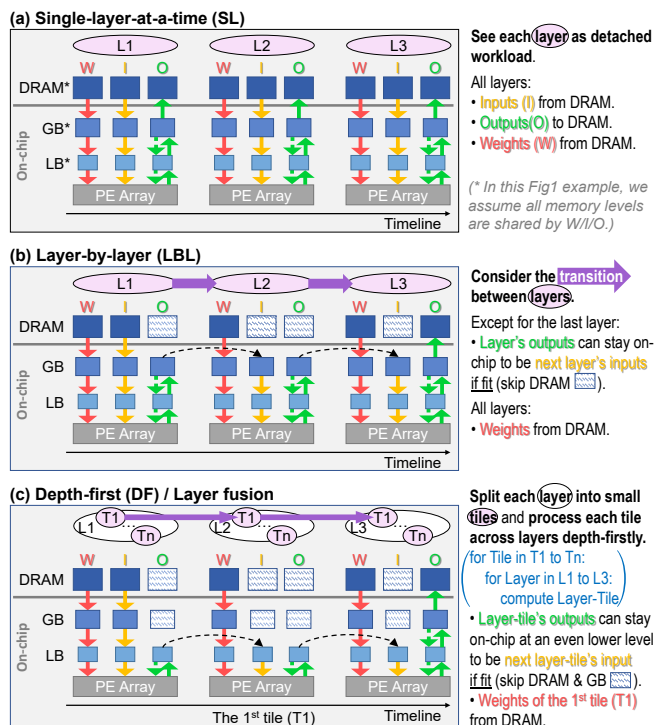 (a) Single-layer-at-a-time (SL)
L1 L2 L3
W I O W I O W I O
DRAM*
GB*
LB*
On-chip
PE Array PE Array PE Array
Timeline
See each layer as detached
workload.
All layers:
• Inputs (I) from DRAM.
• Outputs(O) to DRAM.
• Weights (W) from DRAM.
(* In this Fig1 example, we
assume all memory levels
are shared by W/I/O.)
(b) Layer-by-layer (LBL)
L1 L2 L3
W I O W I O W I O
DRAM
GB
LB
On-chip
PE Array PE Array PE Array
Timeline
Consider the transition
between layers.
Except for the last layer:
• Layer's outputs can stay on-
chip to be next layer's inputs
if fit (skip DRAM ).
All layers:
• Weights from DRAM.
(c) Depth-first (DF) / Layer fusion
T1 T1 T1
L1 ... L2 ... L3 ...
Tn Tn Tn
W I O W I O W I O
DRAM
GB
LB
On-chip
PE Array PE Array PE Array
The 1st tile (T1) Timeline
Split each layer into small
tiles and process each tile
across layers depth-firstly.
(for Tile in T1 to Tn:
for Layer in L1 to L3:
compute Layer-Tile)
• Layer-tile's outputs can stay
on-chip at an even lower level
to be next layer-tile's input
if fit (skip DRAM & GB ).
• Weights of the 1st tile (T1)
from DRAM.